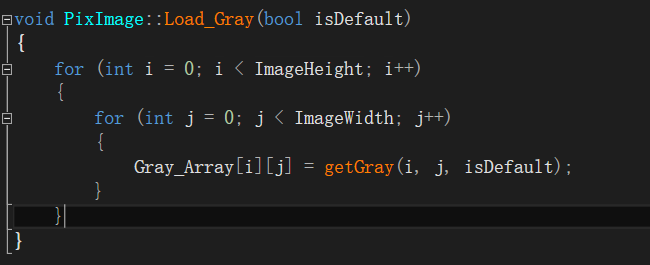 void PixImage::Load_Gray(bool isDefault)
{
for (int i = 0; i < ImageHeight; i++)
{
for (int j = 0; j < ImageWidth; j++)
{
Gray_Array[i][j] = getGray(i, j, isDefault);
}
}
}